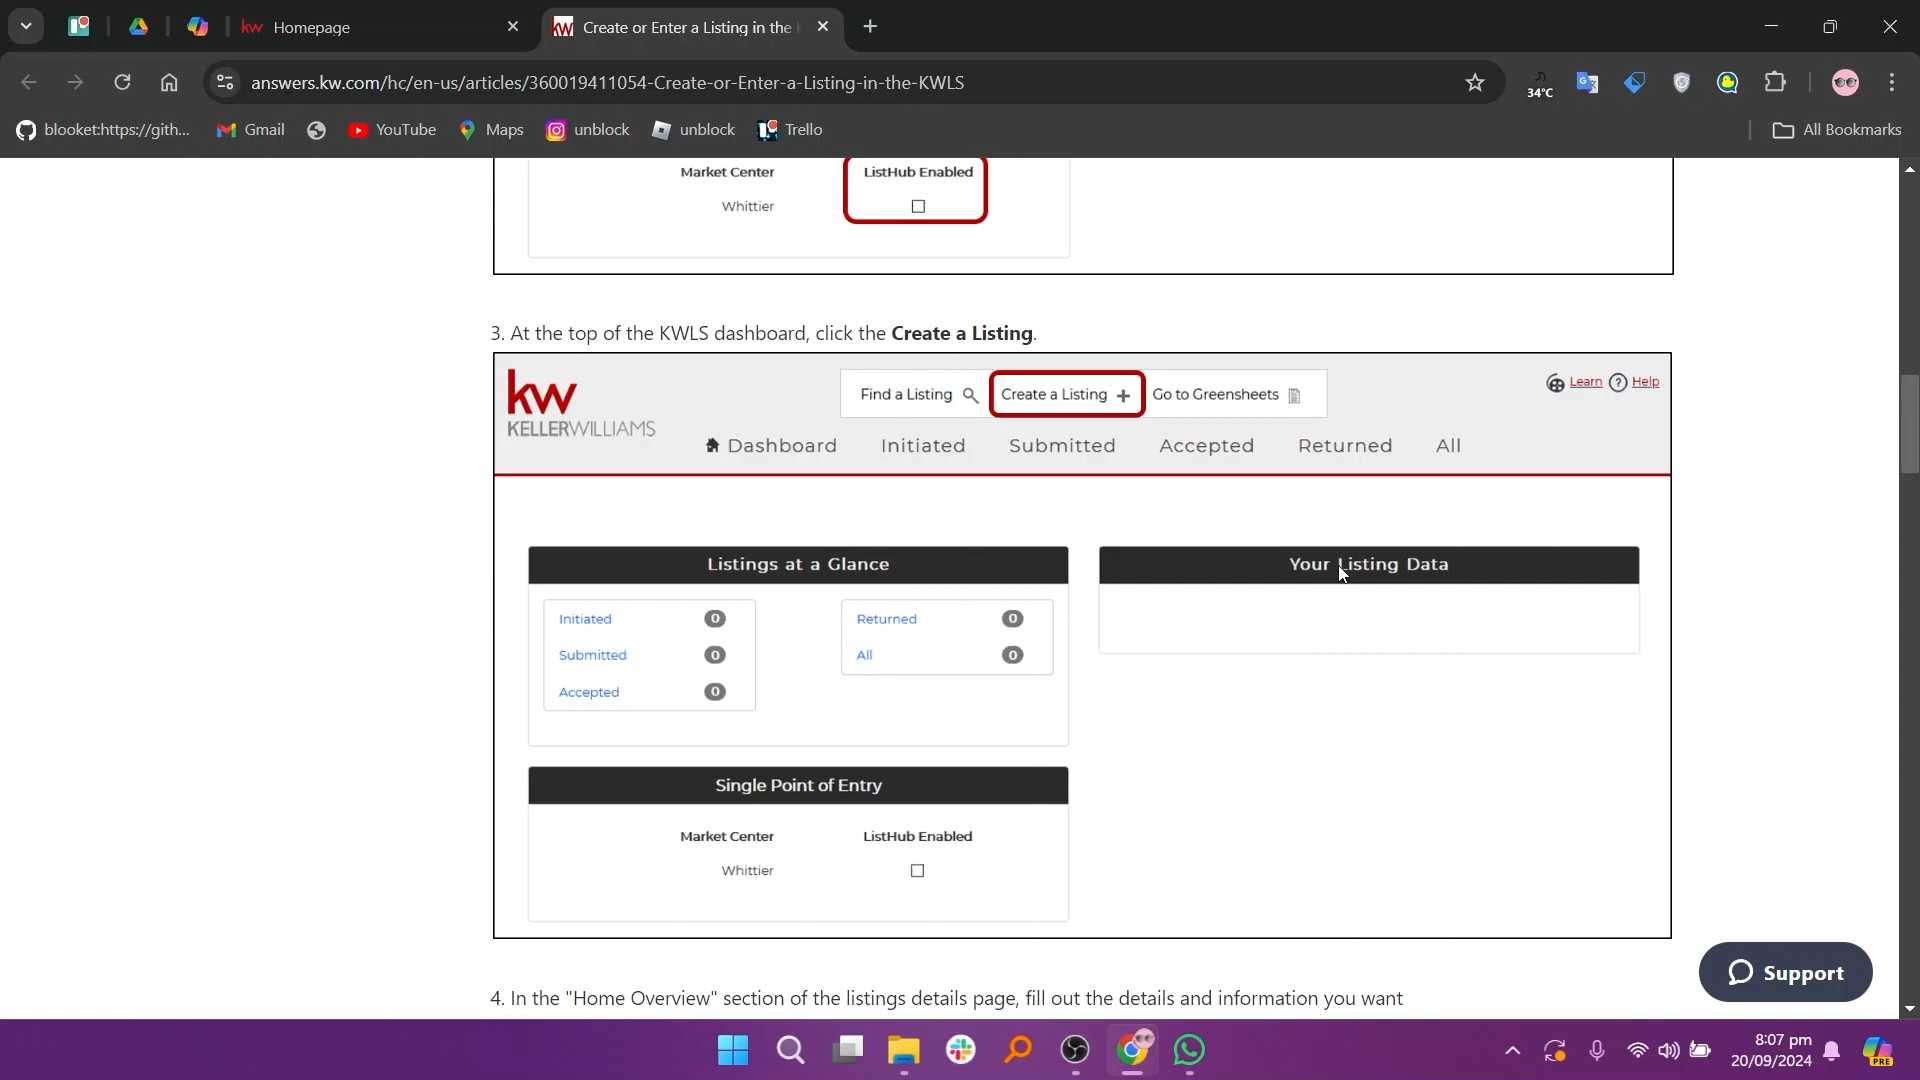 kw Homepage
KW Create or Enter a Listing in the
answers.kw.com/hc/en-us/articles/360019411054-Create-or-Enter-a-Listing-in-the-KWLS
34°C
blooket:https://gith...
Gmail
YouTube
Maps
unblock
unblock
Trello
All Bookmarks
Market Center ListHub Enabled
Whittier
3. At the top of the KWLS dashboard, click the Create a Listing.
kw
KELLERWILLIAMS
Find a Listing
Create a Listing +
Go to Greensheets
Learn
? Help
Dashboard Initiated Submitted Accepted Returned All
Listings at a Glance
Initiated 0
Submitted 0
Accepted 0
Returned 0
All 0
Your Listing Data
Single Point of Entry
Market Center ListHub Enabled
Whittier
Support
4. In the "Home Overview" section of the listings details page, fill out the details and information you want
8:07 pm
20/09/2024
PRE